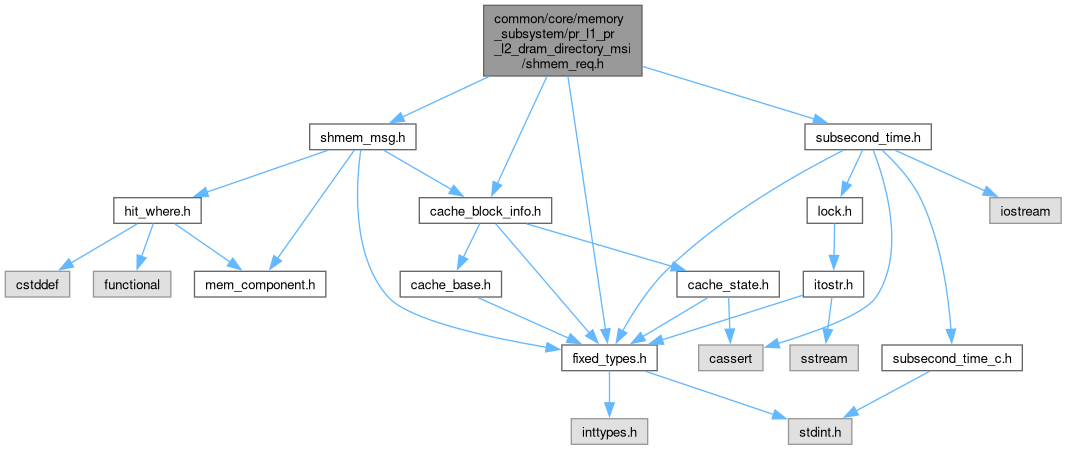 common/core/memory
_subsystem/pr_l1_pr
_l2_dram_directory_msi
/shmem_req.h
shmem_msg.h
subsecond_time.h
hit_where.h
cache_block_info.h
lock.h
iostream
cstddef
functional
mem_component.h
cache_base.h
cache_state.h
itostr.h
fixed_types.h
cassert
sstream
subsecond_time_c.h
inttypes.h
stdint.h